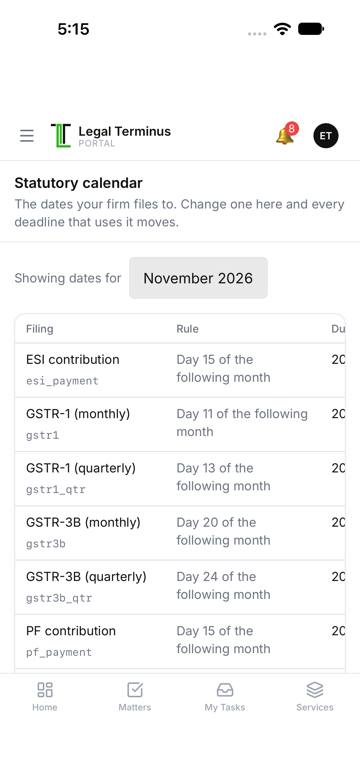 5:15
Legal Terminus
PORTAL
8
ET
Statutory calendar
The dates your firm files to. Change one here and every
deadline that uses it moves.
Showing dates for November 2026
Filing Rule Du
ESI contribution
esi_payment
Day 15 of the
following month
20
GSTR-1 (monthly)
gstr1
Day 11 of the following
month
20
GSTR-1 (quarterly)
gstr1_qtr
Day 13 of the
following month
20
GSTR-3B (monthly)
gstr3b
Day 20 of the
following month
20
GSTR-3B (quarterly)
gstr3b_qtr
Day 24 of the
following month
20
PF contribution
pf_payment
Day 15 of the
following month
20
Home Matters My Tasks Services